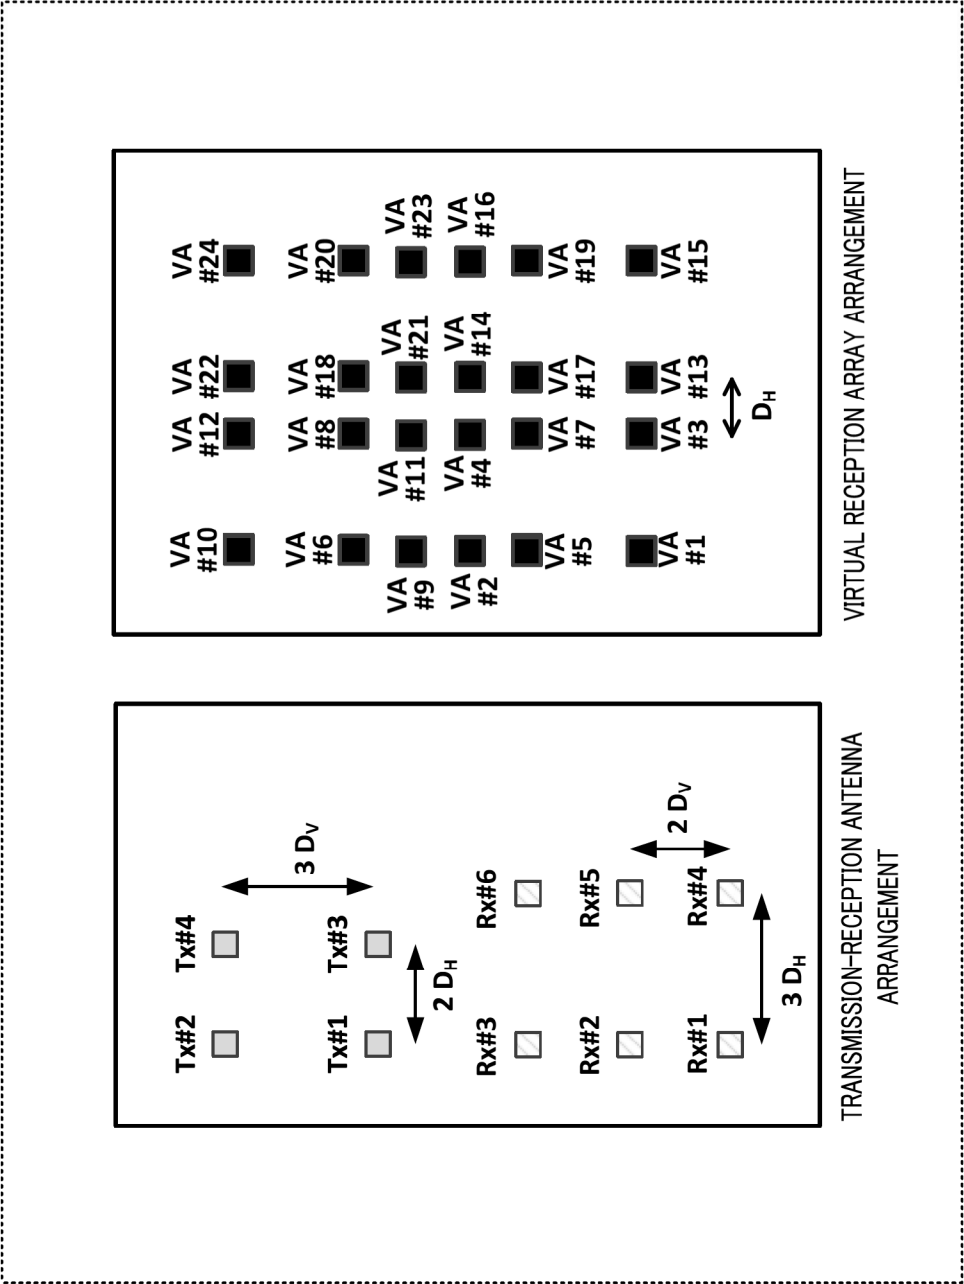 Tx#2
Tx#4
3 DV
Tx#1
Tx#3
2 DH
Rx#3
Rx#6
Rx#2
Rx#5
2 DV
Rx#1
Rx#4
3 DH
TRANSMISSION-RECEPTION ANTENNA
ARRANGEMENT
VA
#10
VA
#12
VA
#22
VA
#24
VA
#6
VA
#8
VA
#18
VA
#20
VA
#9
VA
#11
VA
#21
VA
#23
VA
#2
VA
#4
VA
#14
VA
#16
VA
#5
VA
#7
VA
#17
VA
#19
VA
#1
VA
#3
VA
#13
VA
#15
DH
VIRTUAL RECEPTION ARRAY ARRANGEMENT